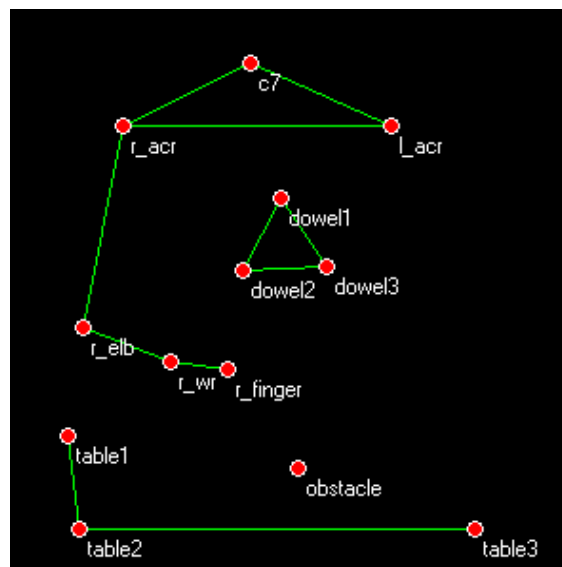 c7
r_acr
l_acr
dowel1
dowel2
dowel3
r_elb
r_wr
r_finger
table1
obstacle
table2
table3